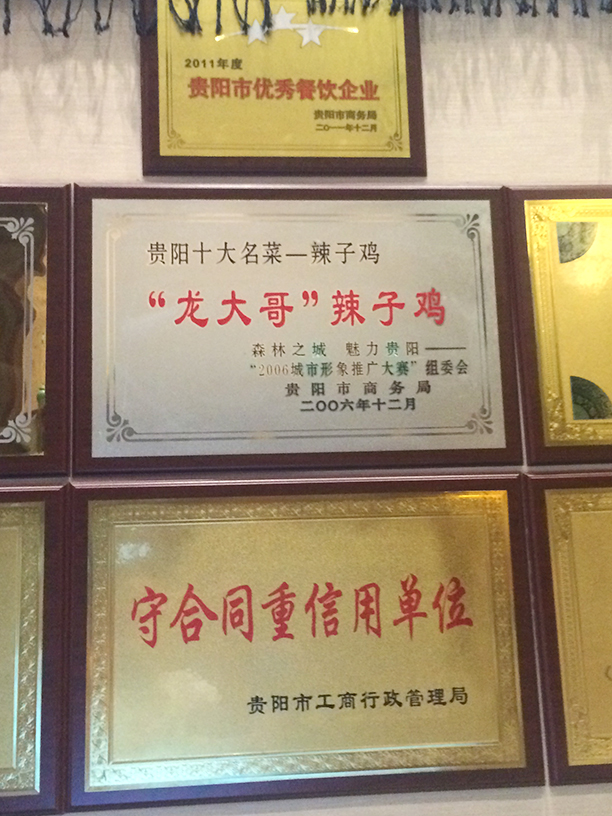 2011年度
贵阳市优秀餐饮企业
贵阳市商务局
二〇一一年十二月
贵阳十大名菜—辣子鸡
“龙大哥”辣子鸡
森林之城 魅力贵阳——
“2006城市形象推广大赛”组委会
贵阳市商务局
二〇〇六年十二月
守合同重信用单位
贵阳市工商行政管理局